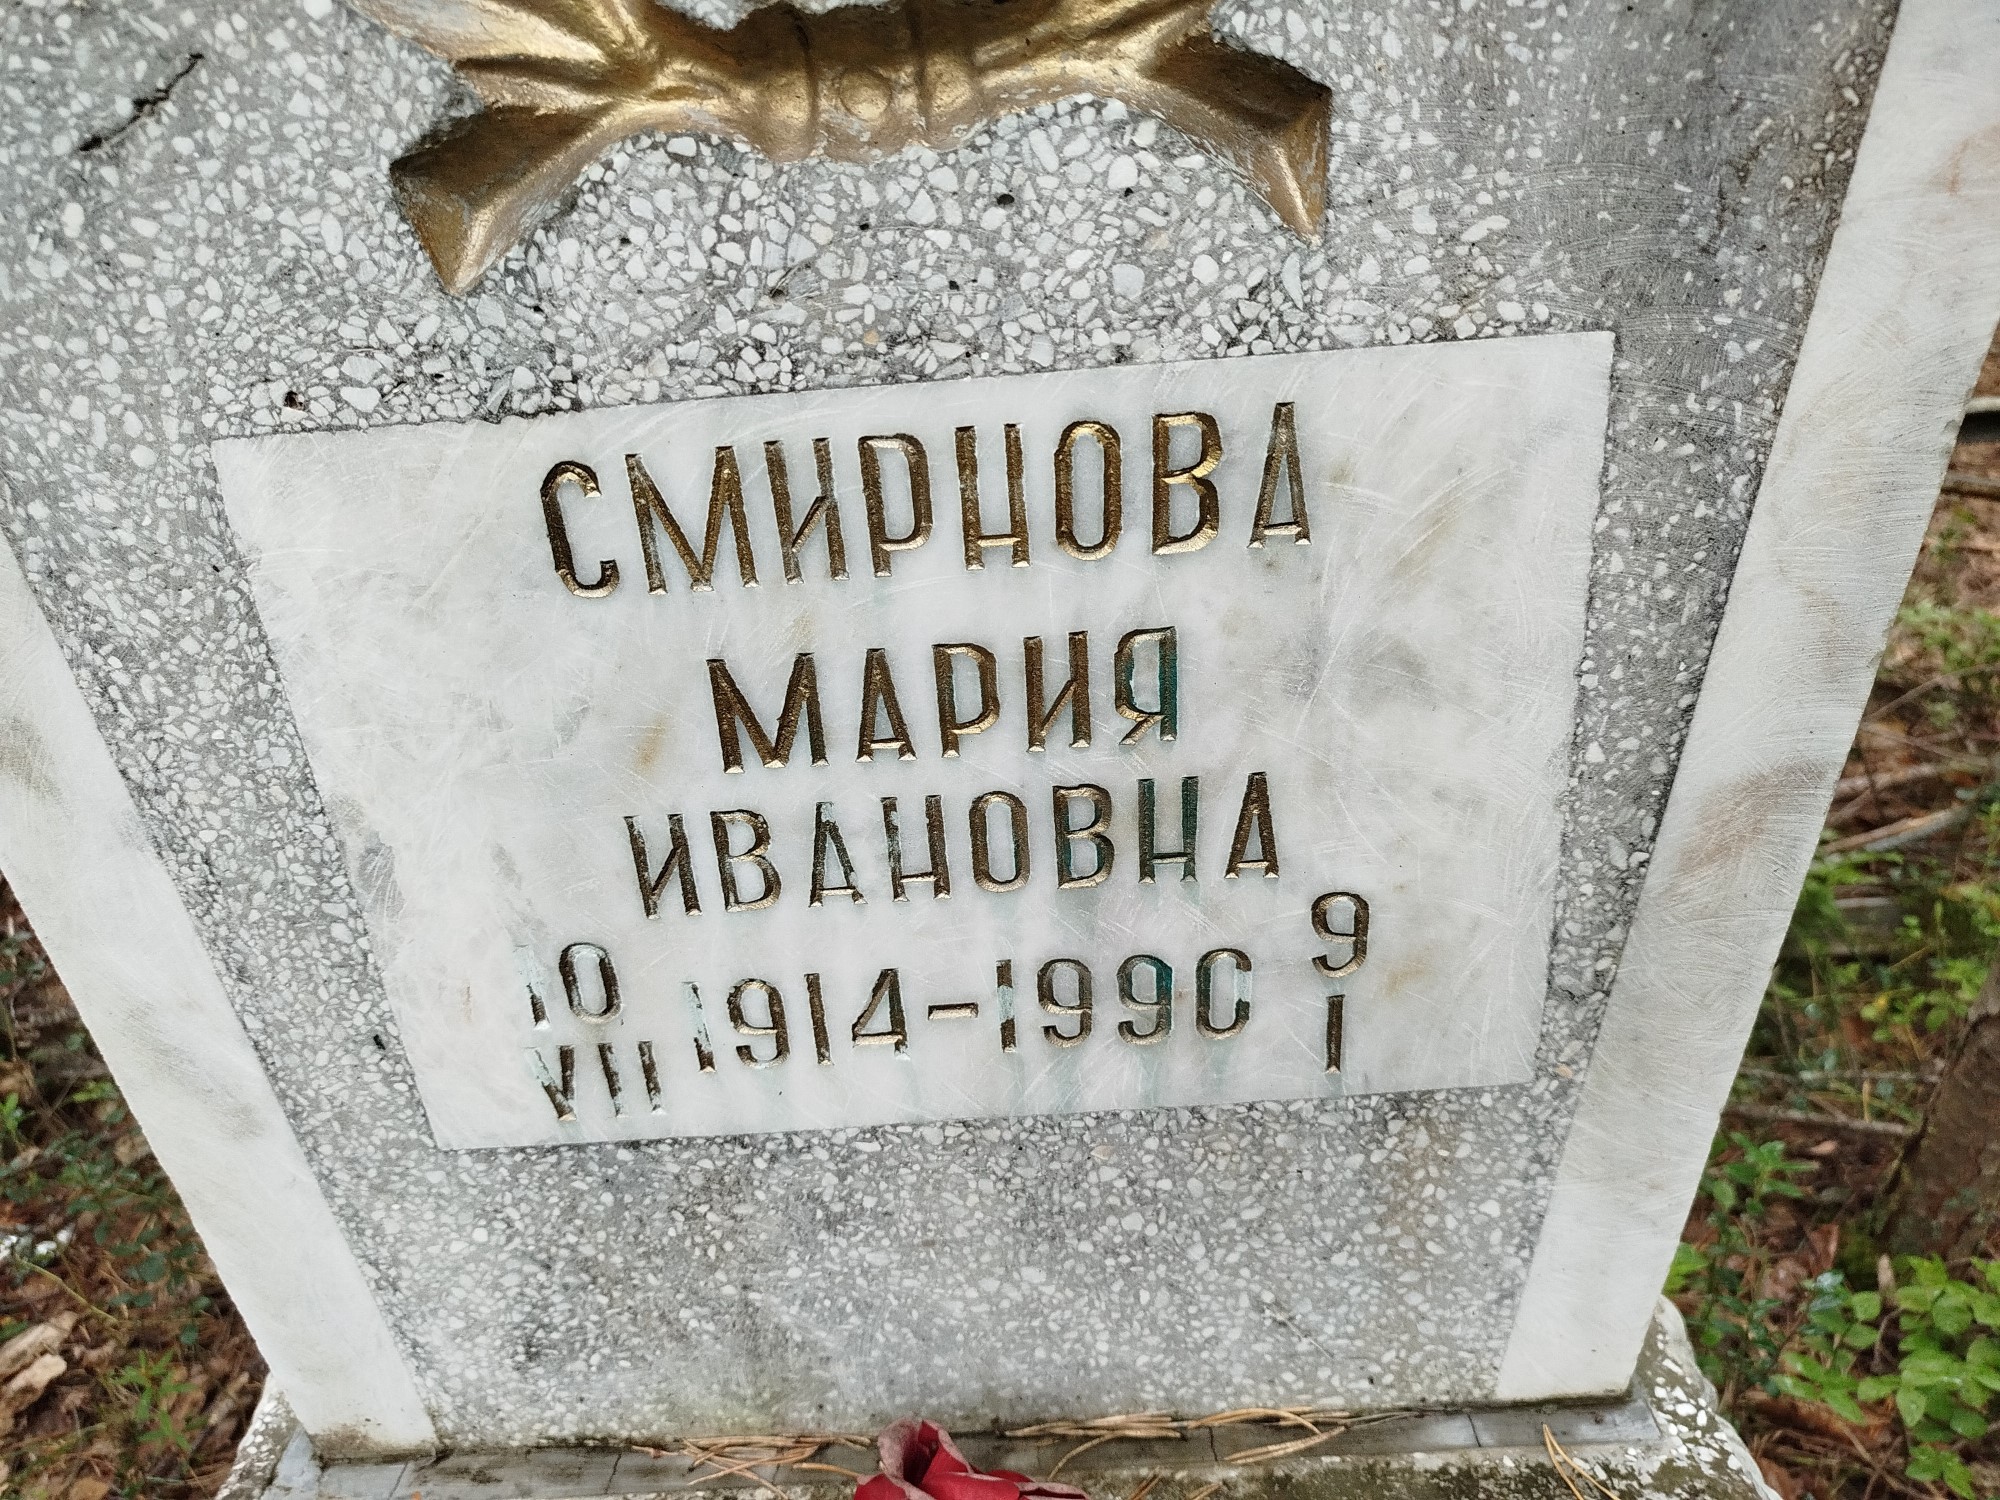 СМИРНОВА
МАРИЯ
ИВАНОВНА
10 VII 1914-1990 9 I